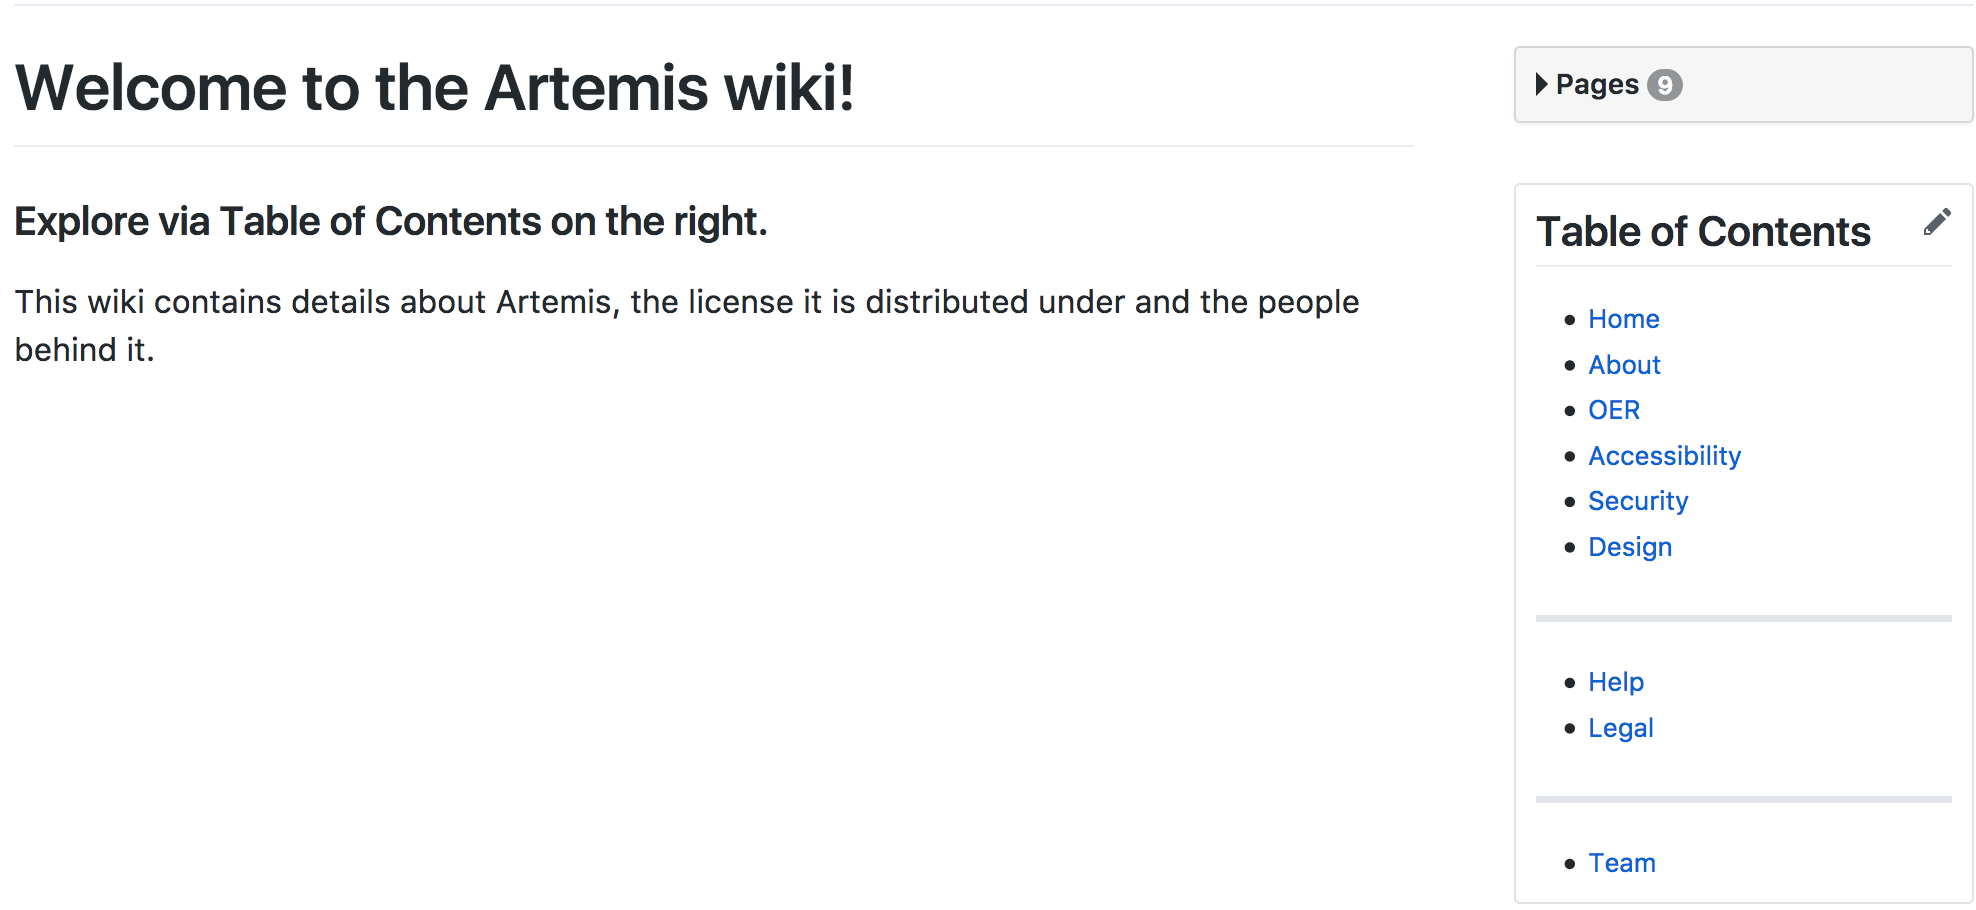 Welcome to the Artemis wiki!
Explore via Table of Contents on the right.
This wiki contains details about Artemis, the license it is distributed under and the people
behind it.
Pages 9
Table of Contents
Home
About
OER
Accessibility
Security
Design
Help
Legal
Team